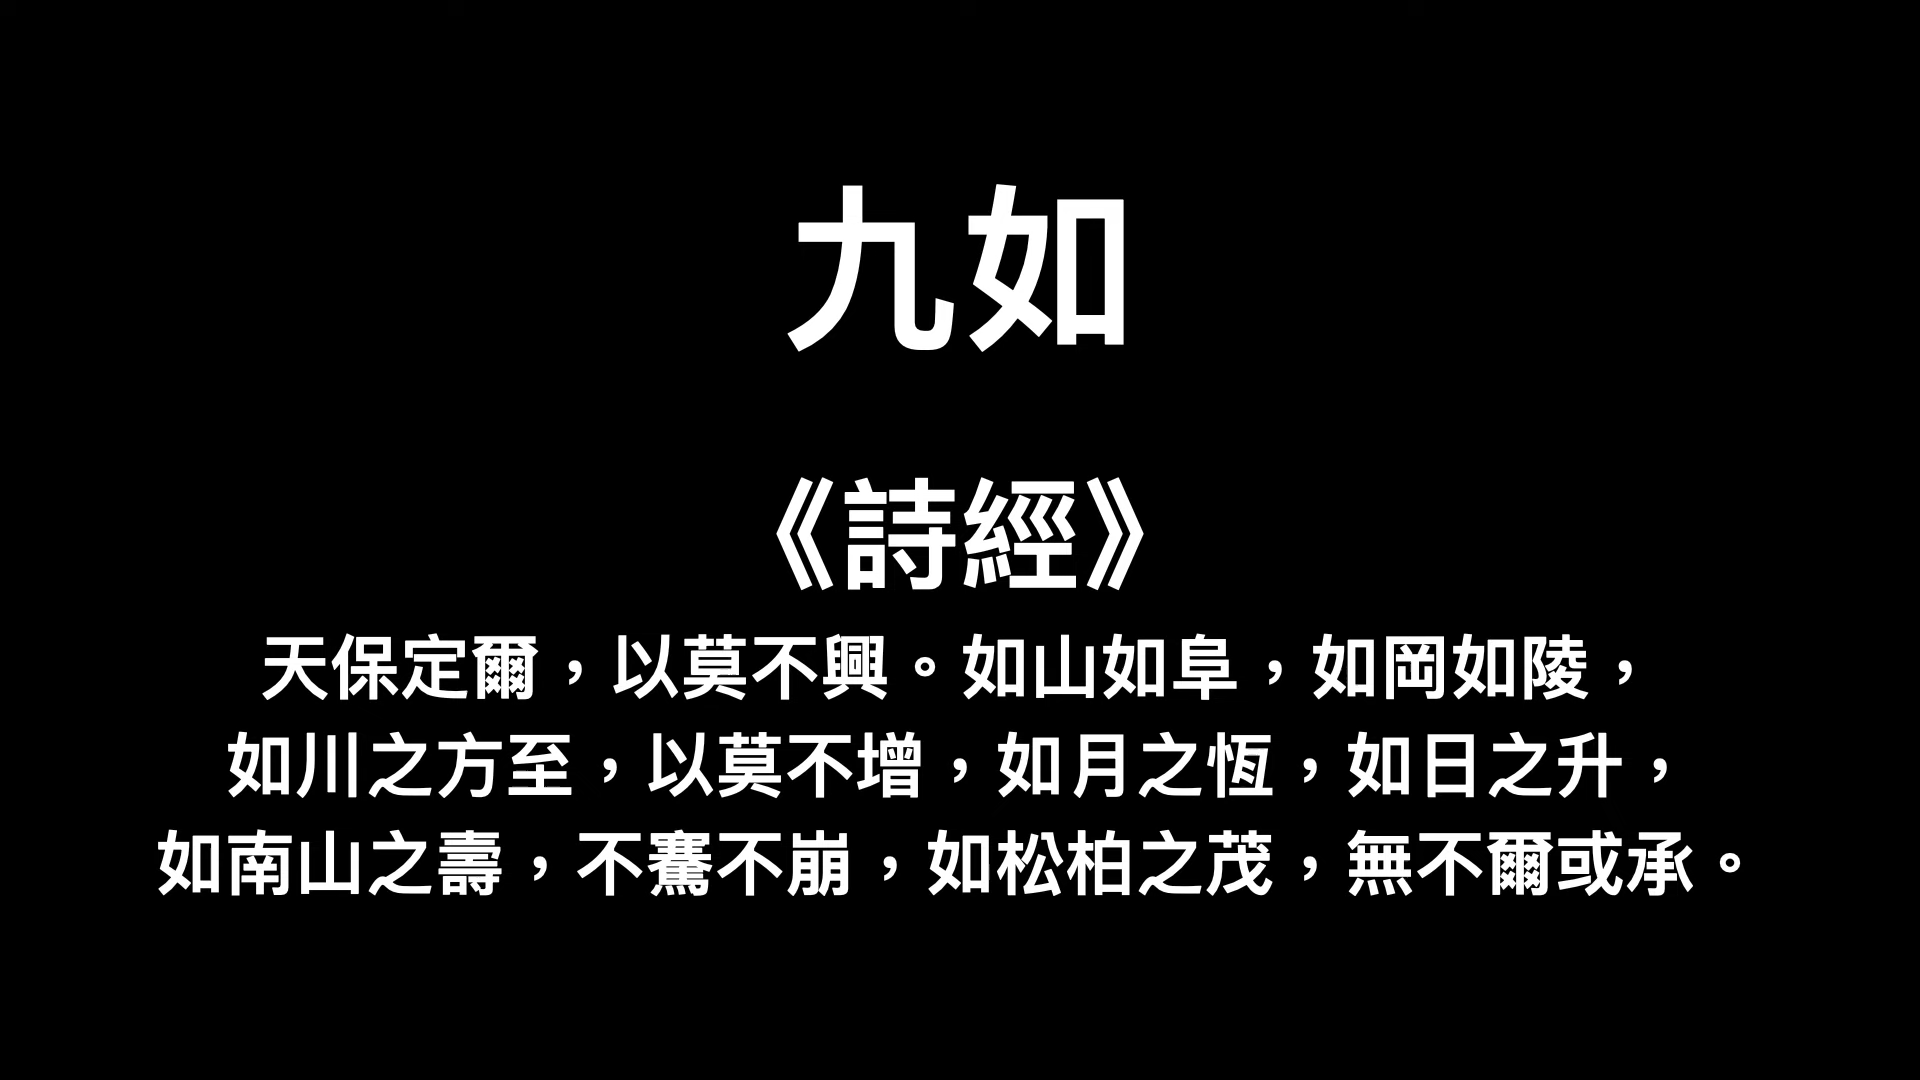 九如
《詩經》
天保定爾，以莫不興。如山如阜，如岡如陵，
如川之方至，以莫不增，如月之恆，如日之升，
如南山之壽，不騫不崩，如松柏之茂，無不爾或承。